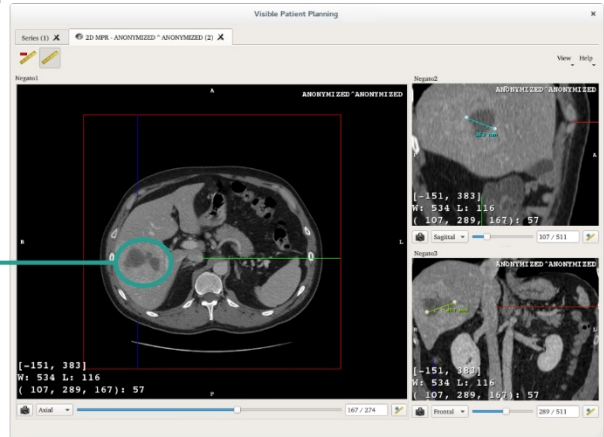 Visible Patient Planning
Series (1)
2D MPR - ANONYMIZED ^ ANONYMIZED (2)
View Help
Negato1
A
ANONYMIZED^ANONYMIZED
R
L
[-151, 383]
W: 534 L: 116
( 107, 289, 167): 57
P
Axial
167 / 274
Negato2
ANONYMIZED^ANONYMIZED
A
P
[-151, 383]
W: 534 L: 116
( 107, 289, 167): 57
Sagittal
107 / 511
Negato3
ANONYMIZED^ANONYMIZED
R
L
[-151, 383]
W: 534 L: 116
( 107, 289, 167): 57
Frontal
289 / 511